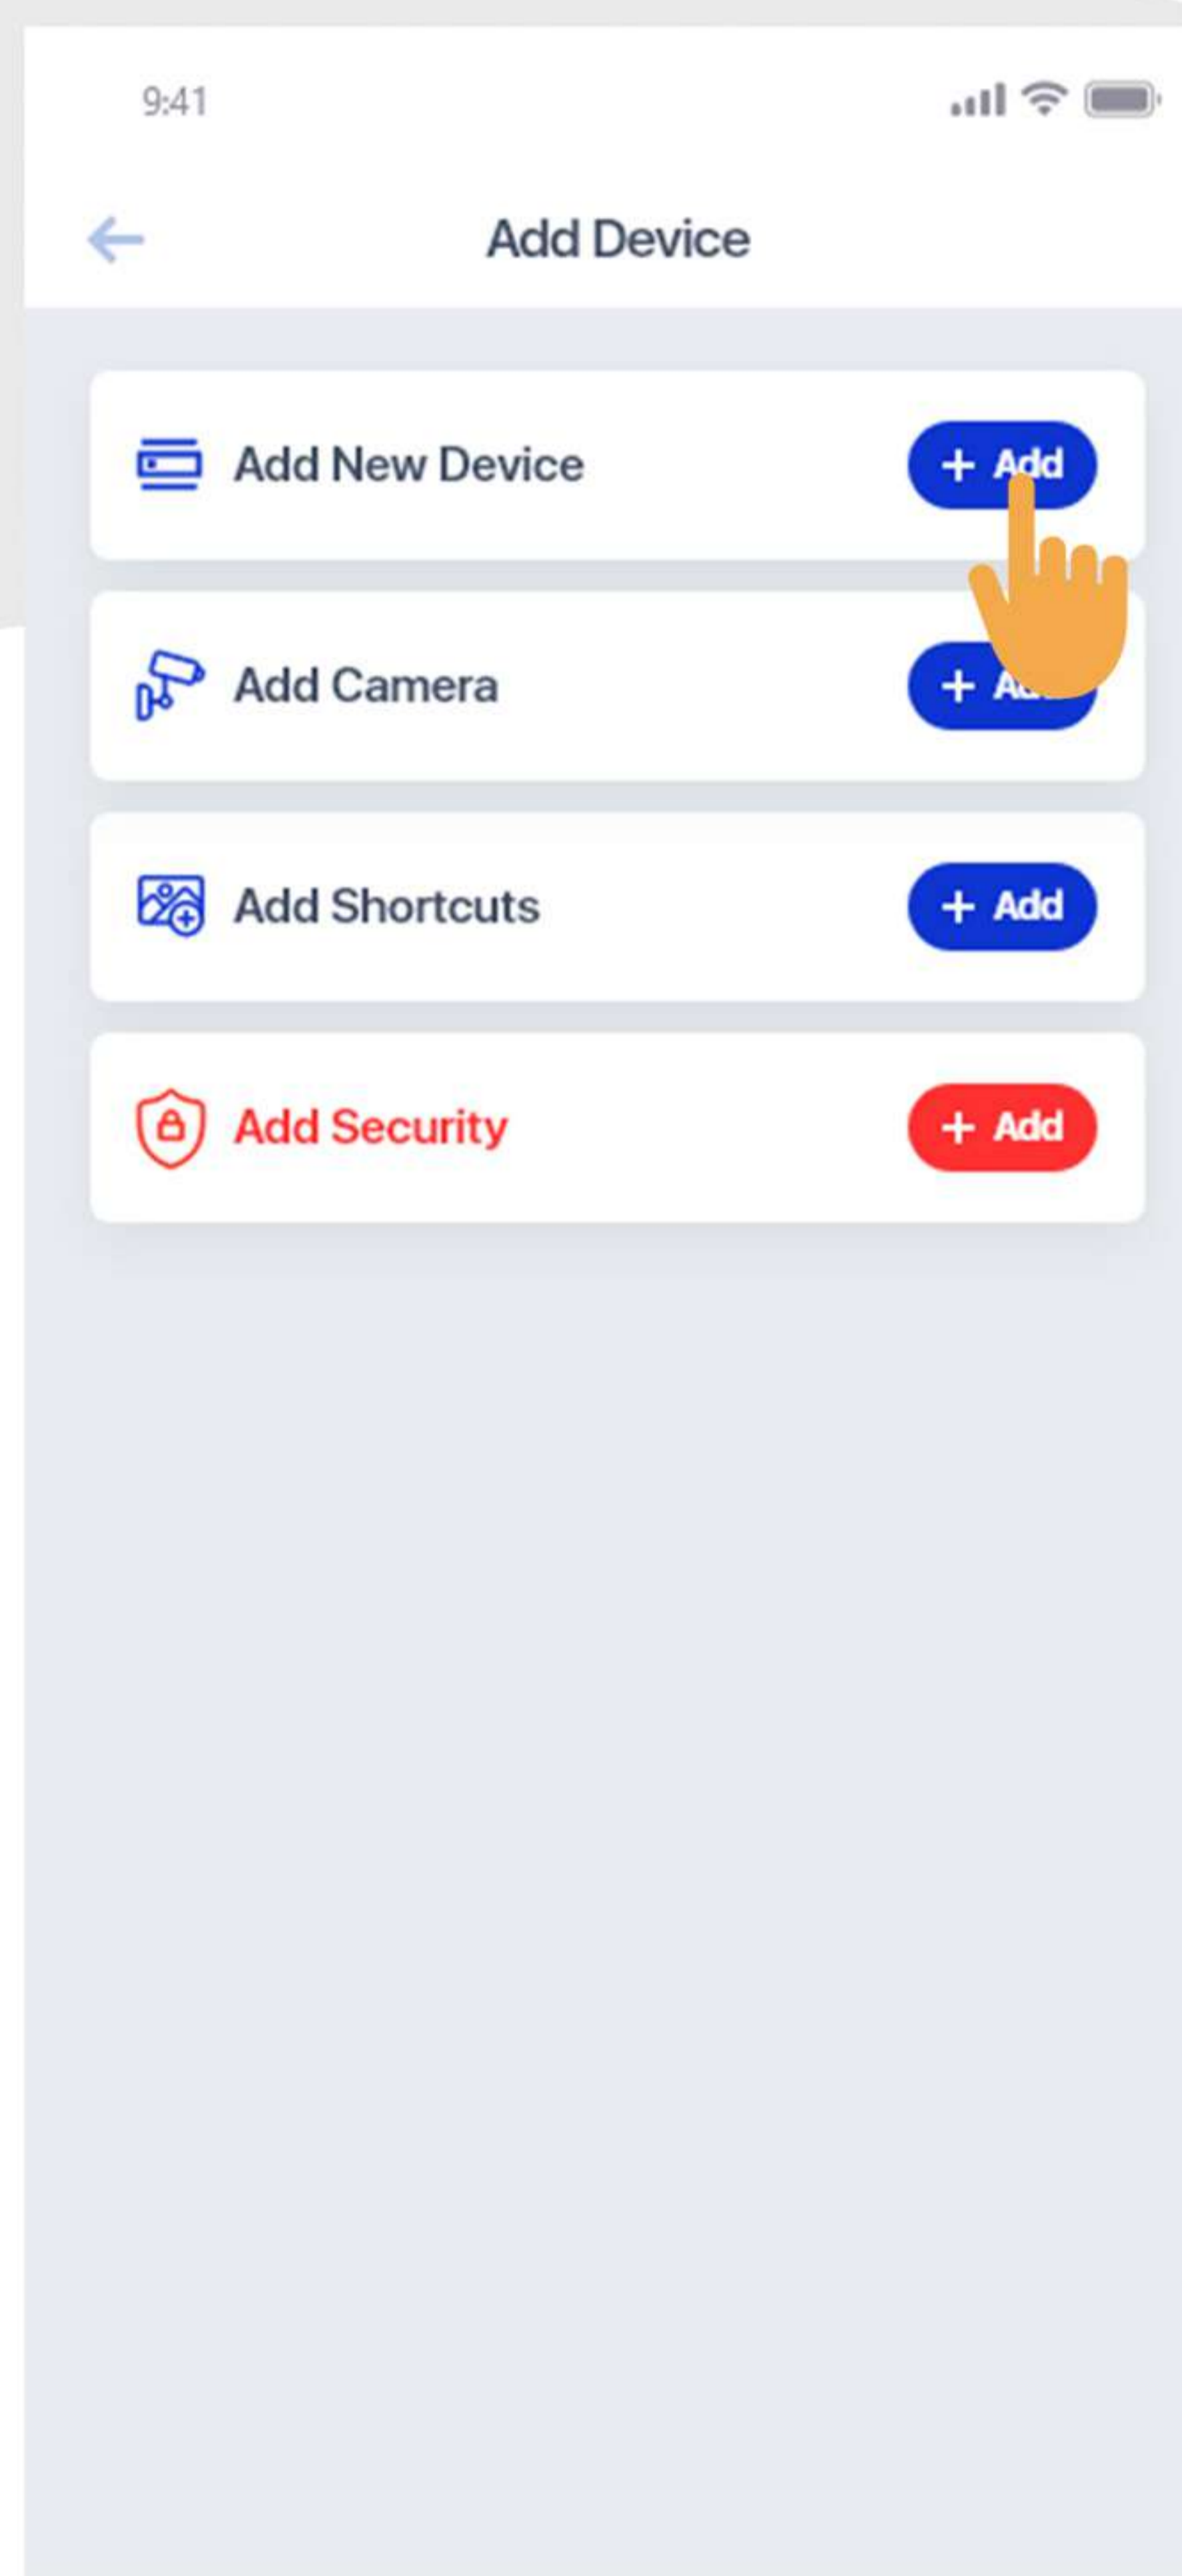 9:41
Add Device
Add New Device + Add
Add Camera +
Add Shortcuts + Add
Add Security + Add